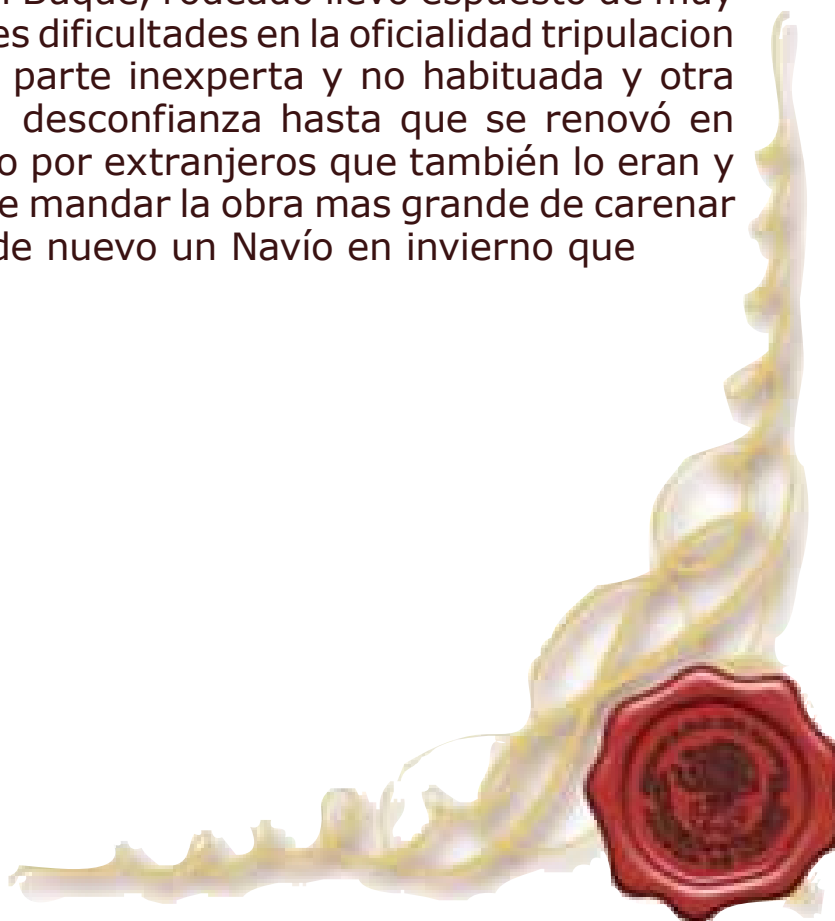 Buque, rodeado llevo espuesto de muy
es dificultades en la oficialidad tripulacion
parte inexperta y no habituada y otra
desconfianza hasta que se renovó en
o por extranjeros que también lo eran y
e mandar la obra mas grande de carenar
de nuevo un Navío en invierno que